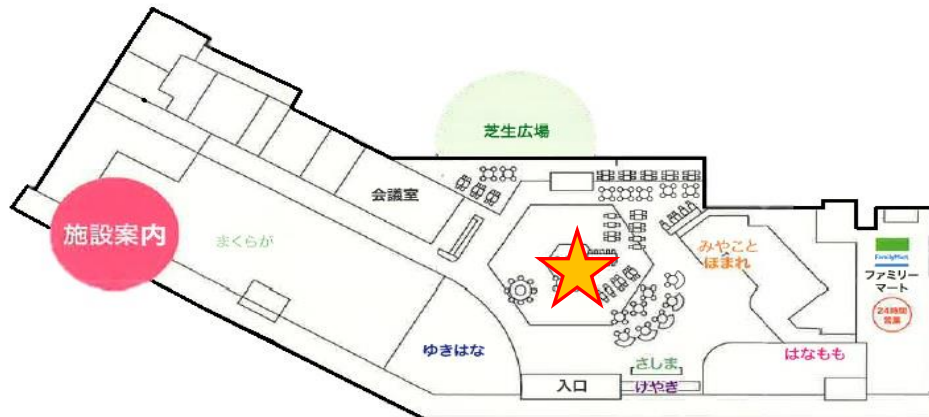 芝生広場
会議室
施設案内
まくらが
みやこと
ほまれ
FamilyMart
ファミリー
マート
24時間
営業
ゆきはな
さしま
はなもも
入口
けやき